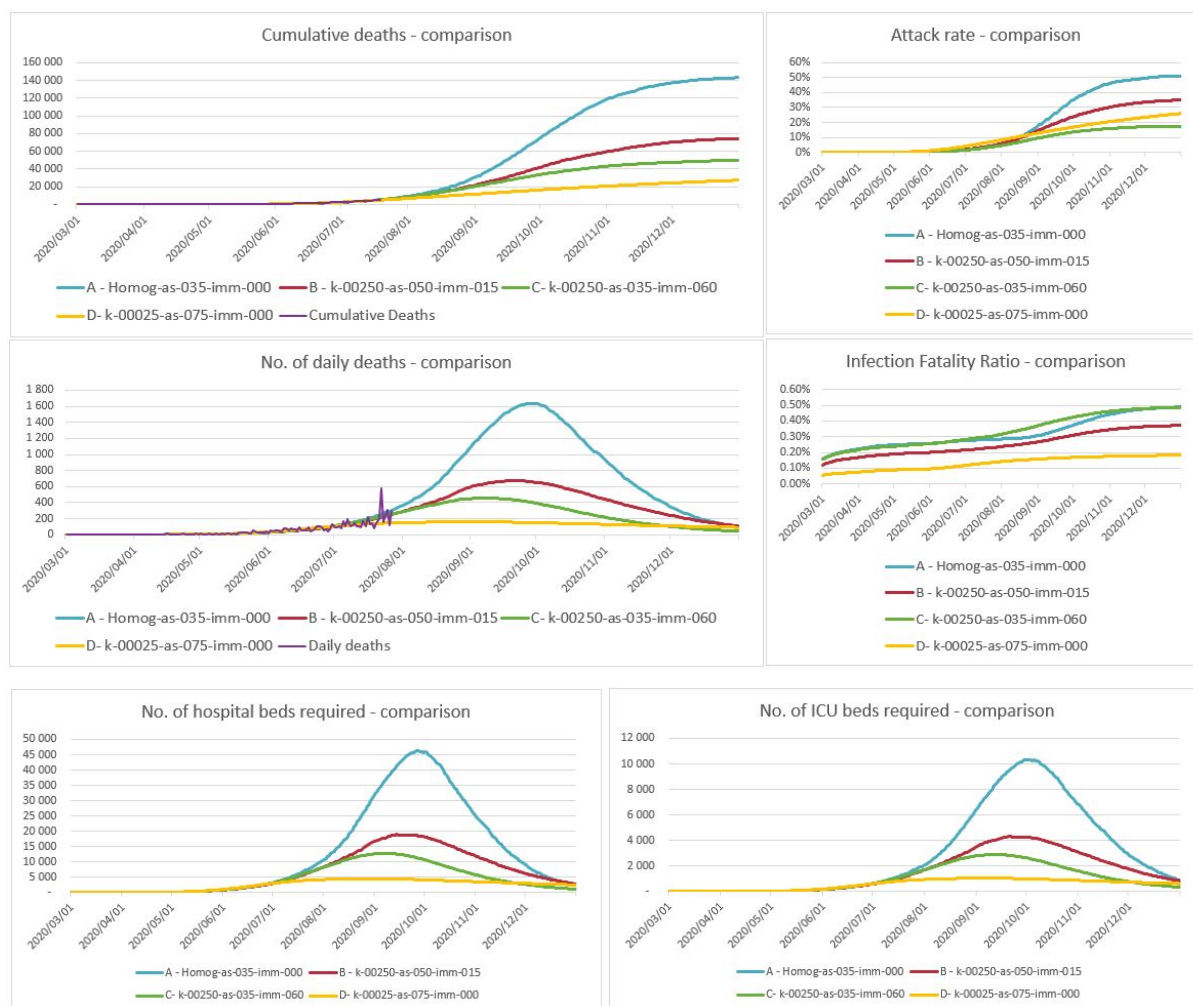 Cumulative deaths - comparison
160 000
140 000
120 000
100 000
80 000
60 000
40 000
20 000
-
2020/03/01 2020/04/01 2020/05/01 2020/06/01 2020/07/01 2020/08/01 2020/09/01 2020/10/01 2020/11/01 2020/12/01
A - Homog-as-035-imm-000 B - k-00250-as-050-imm-015 C- k-00250-as-035-imm-060
D- k-00025-as-075-imm-000 Cumulative Deaths
Attack rate - comparison
60%
50%
40%
30%
20%
10%
0%
2020/03/01 2020/04/01 2020/05/01 2020/06/01 2020/07/01 2020/08/01 2020/09/01 2020/10/01 2020/11/01 2020/12/01
A - Homog-as-035-imm-000
B - k-00250-as-050-imm-015
C- k-00250-as-035-imm-060
D- k-00025-as-075-imm-000
No. of daily deaths - comparison
1 800
1 600
1 400
1 200
1 000
800
600
400
200
0
2020/03/01 2020/04/01 2020/05/01 2020/06/01 2020/07/01 2020/08/01 2020/09/01 2020/10/01 2020/11/01 2020/12/01
A - Homog-as-035-imm-000 B - k-00250-as-050-imm-015 C- k-00250-as-035-imm-060
D- k-00025-as-075-imm-000 Daily deaths
Infection Fatality Ratio - comparison
0.60%
0.50%
0.40%
0.30%
0.20%
0.10%
0.00%
2020/03/01 2020/04/01 2020/05/01 2020/06/01 2020/07/01 2020/08/01 2020/09/01 2020/10/01 2020/11/01 2020/12/01
A - Homog-as-035-imm-000
B - k-00250-as-050-imm-015
C- k-00250-as-035-imm-060
D- k-00025-as-075-imm-000
No. of hospital beds required - comparison
50 000
45 000
40 000
35 000
30 000
25 000
20 000
15 000
10 000
5 000
-
2020/03/01 2020/04/01 2020/05/01 2020/06/01 2020/07/01 2020/08/01 2020/09/01 2020/10/01 2020/11/01 2020/12/01
A - Homog-as-035-imm-000 B - k-00250-as-050-imm-015
C- k-00250-as-035-imm-060 D- k-00025-as-075-imm-000
No. of ICU beds required - comparison
12 000
10 000
8 000
6 000
4 000
2 000
-
2020/03/01 2020/04/01 2020/05/01 2020/06/01 2020/07/01 2020/08/01 2020/09/01 2020/10/01 2020/11/01 2020/12/01
A - Homog-as-035-imm-000 B - k-00250-as-050-imm-015
C- k-00250-as-035-imm-060 D- k-00025-as-075-imm-000